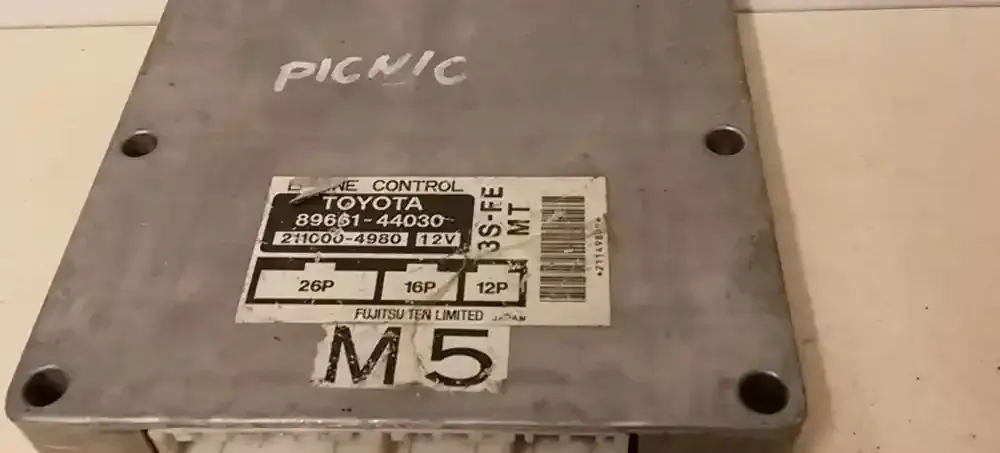 PICNIC
CONTROL
TOYOTA
89661-44030
211000-4980 12V
3S-FE
MT
26P 16P 12P
FUJITSU TEN LIMITED JAPAN
M5